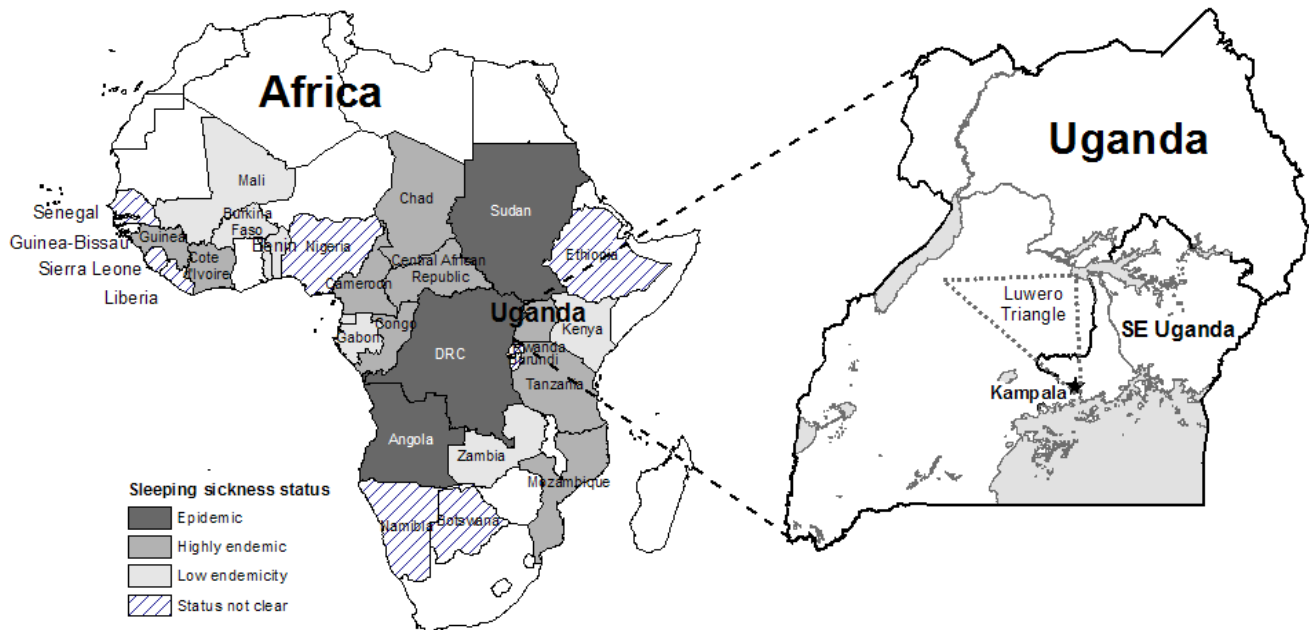 Africa
Mali
Chad
Sudan
Senegal
Burkina
Faso
Guinea-Bissau
Guinea
Benin
Nigeria
Ethiopia
Sierra Leone
Cote
d'Ivoire
Central African
Republic
Liberia
Cameroon
Uganda
Congo
Kenya
Gabon
DRC
Rwanda
Burundi
Tanzania
Angola
Zambia
Mozambique
Namibia
Botswana
Sleeping sickness status
Epidemic
Highly endemic
Low endemicity
Status not clear
Uganda
Luwero
Triangle
SE Uganda
Kampala